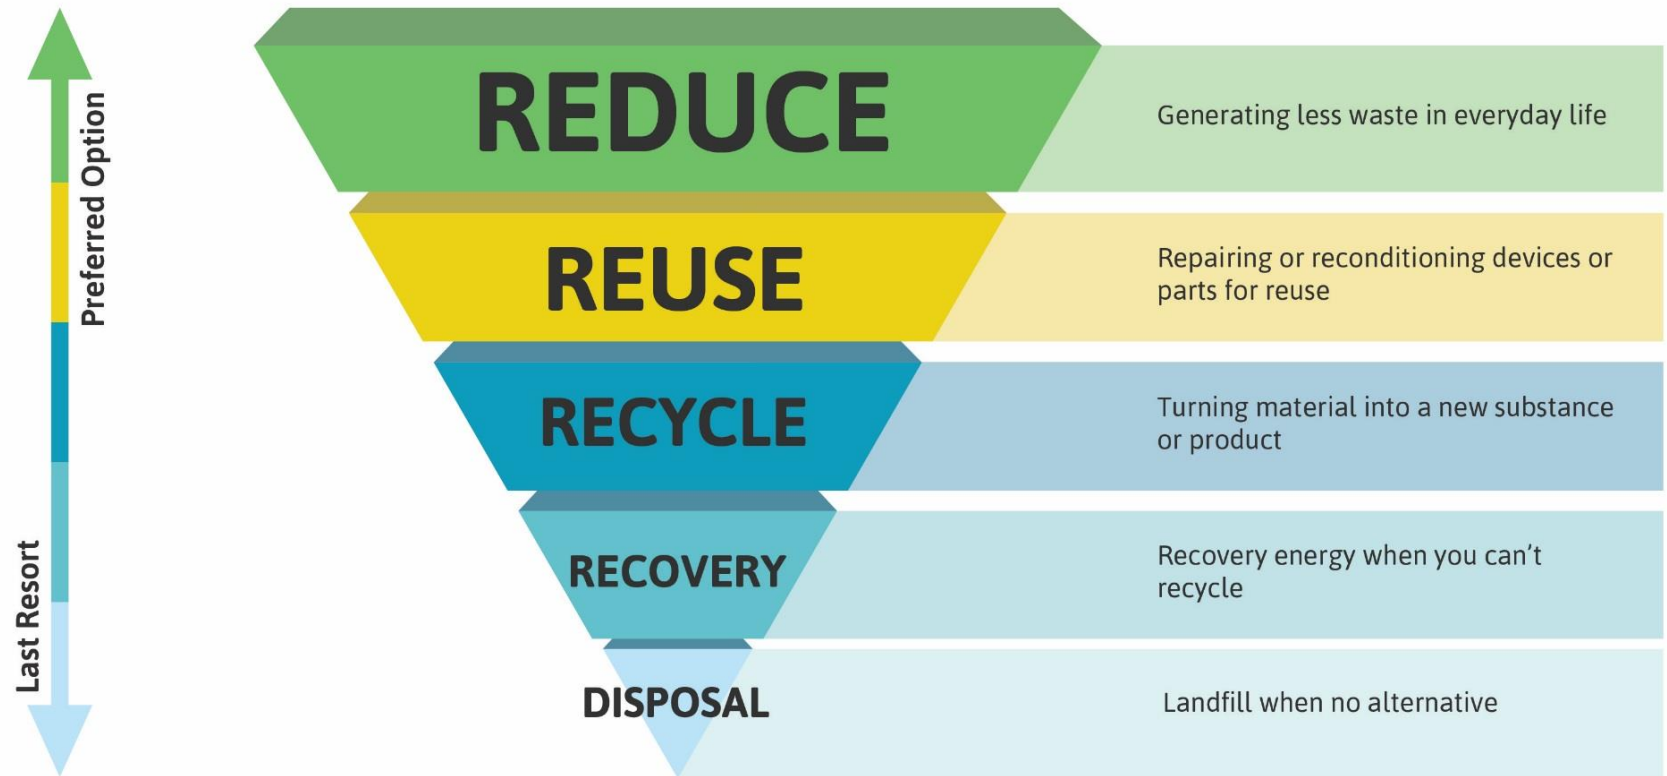 Preferred Option
Last Resort
REDUCE
Generating less waste in everyday life
REUSE
Repairing or reconditioning devices or
parts for reuse
RECYCLE
Turning material into a new substance
or product
RECOVERY
Recovery energy when you can’t
recycle
DISPOSAL
Landfill when no alternative